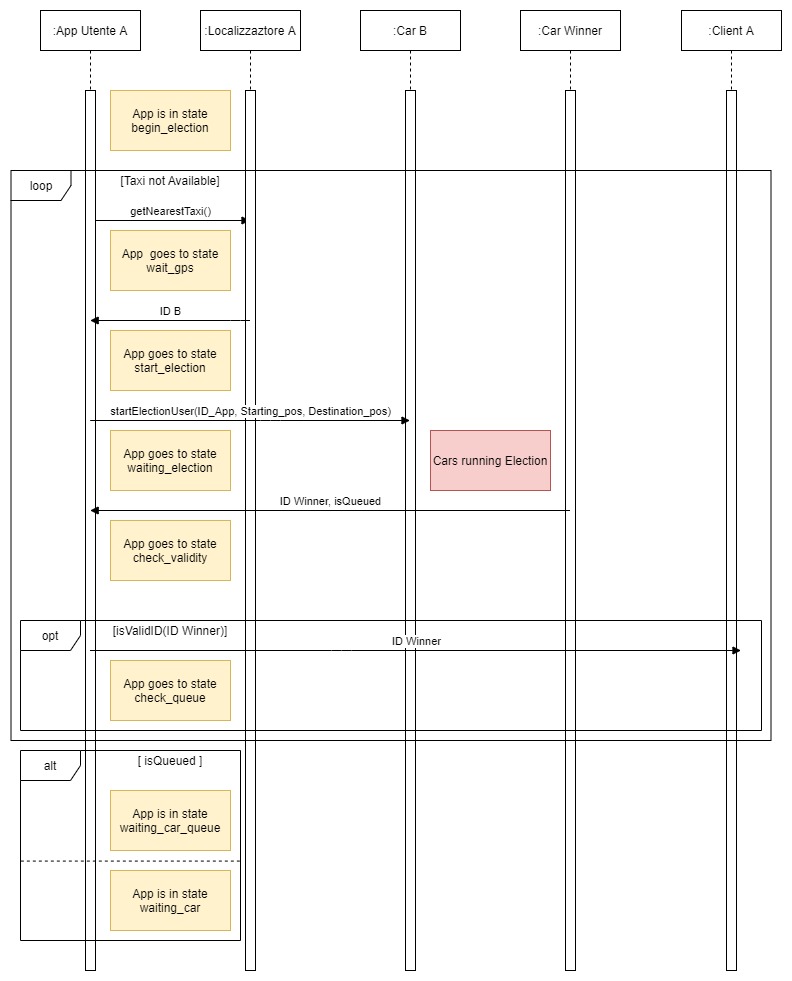 :App Utente A
:Localizzaztore A
:Car B
:Car Winner
:Client A
App is in state
begin_election
loop
[Taxi not Available]
getNearestTaxi()
App  goes to state
wait_gps
ID B
App goes to state
start_election
startElectionUser(ID_App, Starting_pos, Destination_pos)
App goes to state
waiting_election
Cars running Election
ID Winner, isQueued
App goes to state
check_validity
opt
[isValidID(ID Winner)]
ID Winner
App goes to state
check_queue
alt
[ isQueued ]
App is in state
waiting_car_queue
App is in state
waiting_car